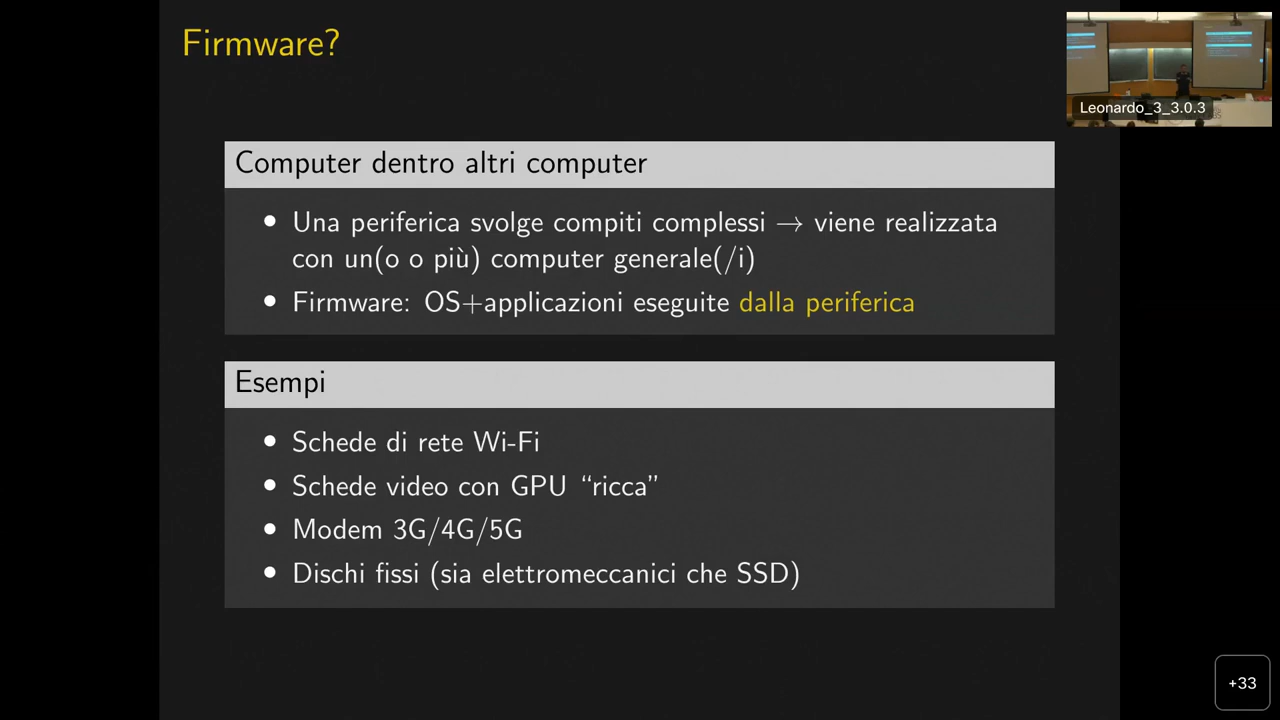 Firmware?
Leonardo_3_3.0.3
Computer dentro altri computer
• Una periferica svolge compiti complessi → viene realizzata
con un(o o più) computer generale(/i)
• Firmware: OS+applicazioni eseguite dalla periferica
Esempi
• Schede di rete Wi-Fi
• Schede video con GPU “ricca”
• Modem 3G/4G/5G
• Dischi fissi (sia elettromeccanici che SSD)
+33